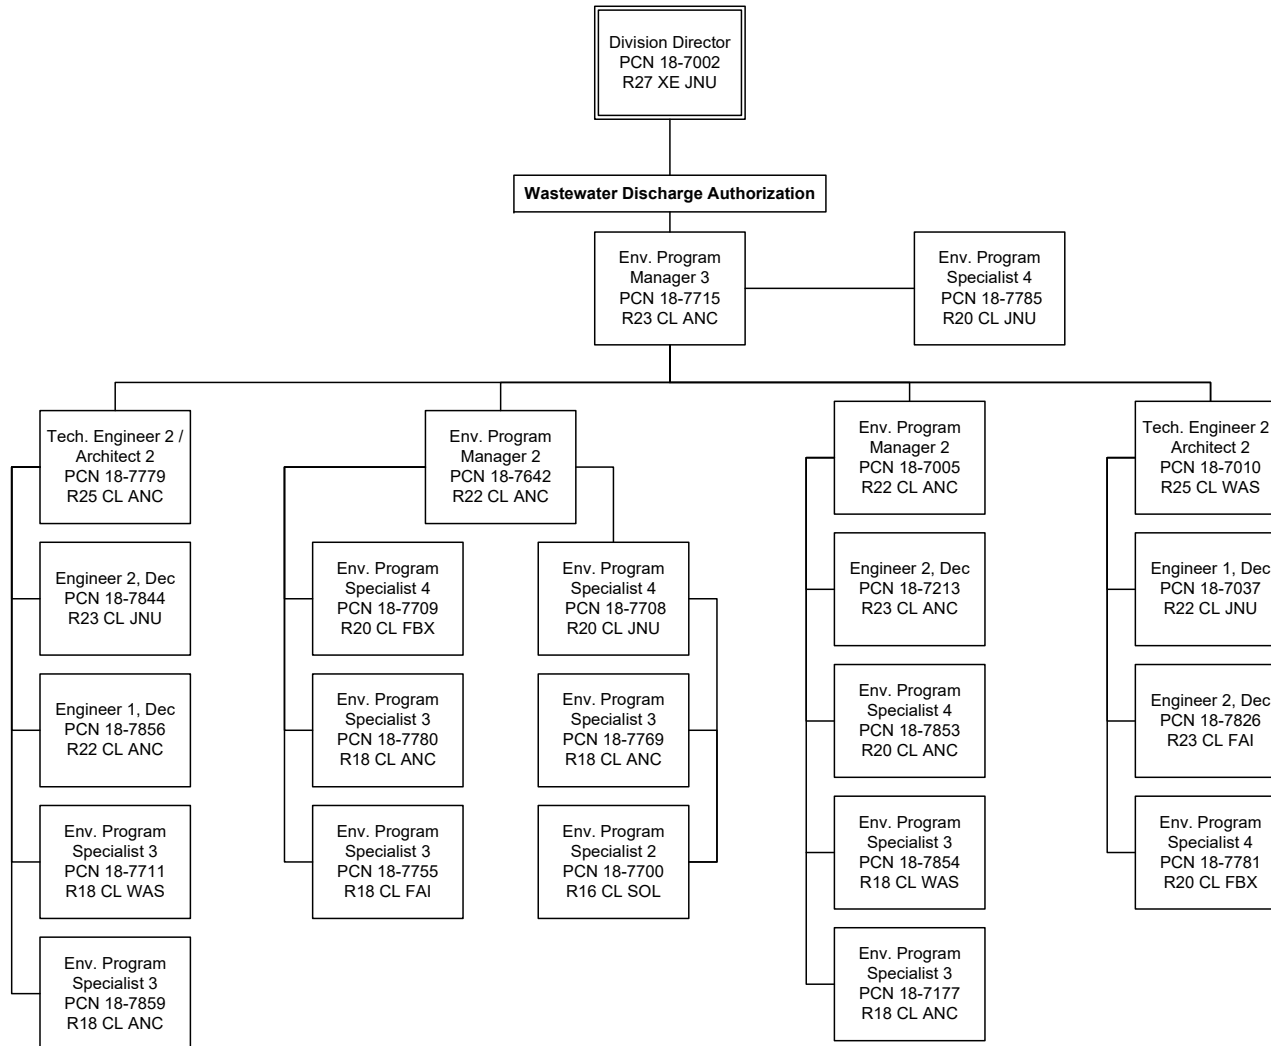 Division Director
PCN 18-7002
R27 XE JNU
Wastewater Discharge Authorization
Env. Program
Manager 3
PCN 18-7715
R23 CL ANC
Env. Program
Specialist 4
PCN 18-7785
R20 CL JNU
Tech. Engineer 2 /
Architect 2
PCN 18-7779
R25 CL ANC
Engineer 2, Dec
PCN 18-7844
R23 CL JNU
Engineer 1, Dec
PCN 18-7856
R22 CL ANC
Env. Program
Specialist 3
PCN 18-7711
R18 CL WAS
Env. Program
Specialist 3
PCN 18-7859
R18 CL ANC
Env. Program
Manager 2
PCN 18-7642
R22 CL ANC
Env. Program
Specialist 4
PCN 18-7709
R20 CL FBX
Env. Program
Specialist 3
PCN 18-7780
R18 CL ANC
Env. Program
Specialist 3
PCN 18-7755
R18 CL FAI
Env. Program
Specialist 4
PCN 18-7708
R20 CL JNU
Env. Program
Specialist 3
PCN 18-7769
R18 CL ANC
Env. Program
Specialist 2
PCN 18-7700
R16 CL SOL
Env. Program
Manager 2
PCN 18-7005
R22 CL ANC
Engineer 2, Dec
PCN 18-7213
R23 CL ANC
Env. Program
Specialist 4
PCN 18-7853
R20 CL ANC
Env. Program
Specialist 3
PCN 18-7854
R18 CL WAS
Env. Program
Specialist 3
PCN 18-7177
R18 CL ANC
Tech. Engineer 2
Architect 2
PCN 18-7010
R25 CL WAS
Engineer 1, Dec
PCN 18-7037
R22 CL JNU
Engineer 2, Dec
PCN 18-7826
R23 CL FAI
Env. Program
Specialist 4
PCN 18-7781
R20 CL FBX